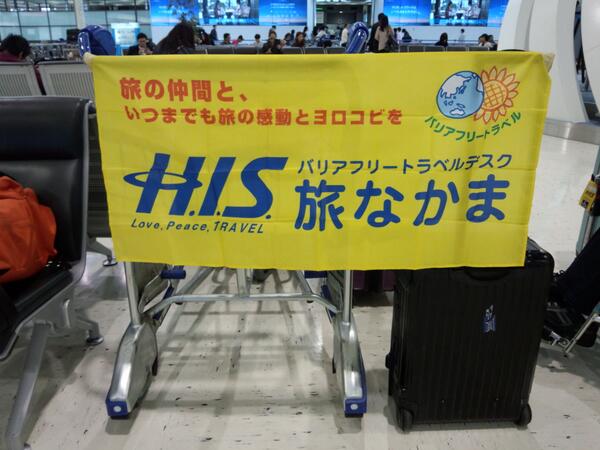 旅の仲間と、
いつまでも旅の感動とヨロコビを
バリアフリートラベル
H.I.S.
Love, Peace, TRAVEL
バリアフリートラベルデスク
旅なかま